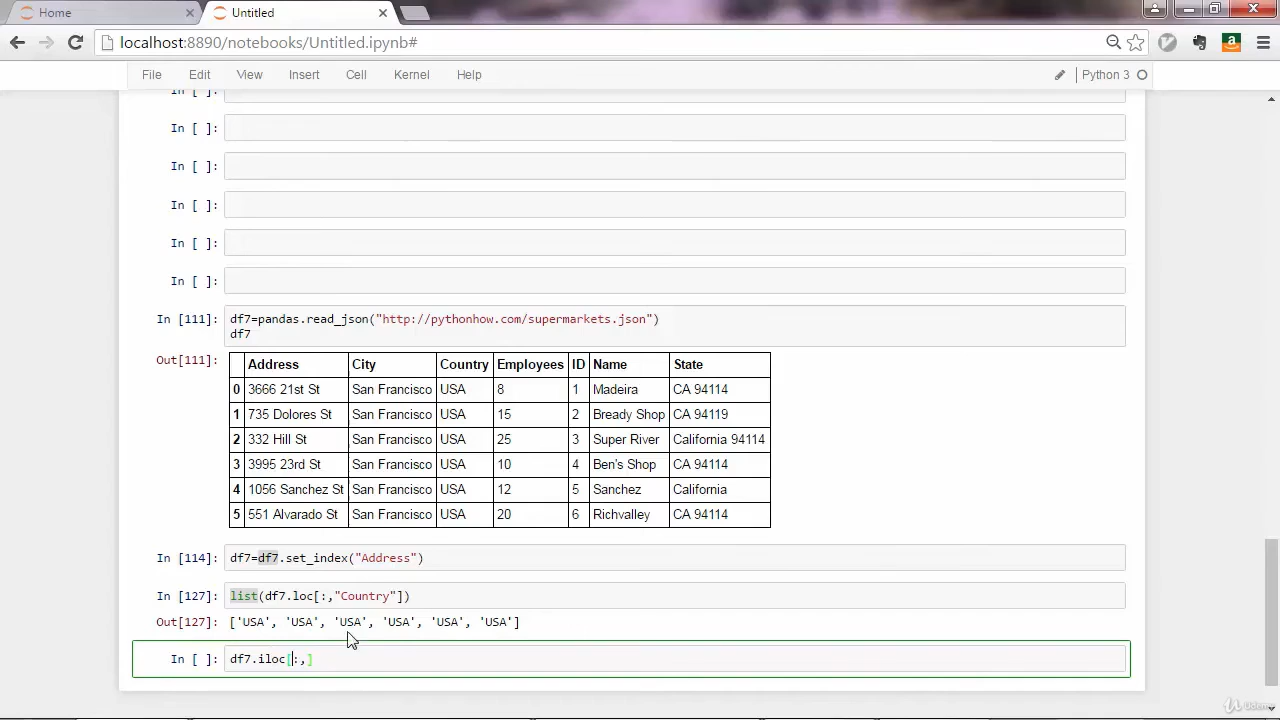 Home
Untitled
localhost:8890/notebooks/Untitled.ipynb#
File Edit View Insert Cell Kernel Help Python 3
In [ ]:
In [ ]:
In [ ]:
In [ ]:
In [ ]:
In [ ]:
In [111]: df7=pandas.read_json("http://pythonhow.com/supermarkets.json")
df7
Out[111]:
Address City Country Employees ID Name State
0 3666 21st St San Francisco USA 8 1 Madeira CA 94114
1 735 Dolores St San Francisco USA 15 2 Bready Shop CA 94119
2 332 Hill St San Francisco USA 25 3 Super River California 94114
3 3995 23rd St San Francisco USA 10 4 Ben's Shop CA 94114
4 1056 Sanchez St San Francisco USA 12 5 Sanchez California
5 551 Alvarado St San Francisco USA 20 6 Richvalley CA 94114
In [114]: df7=df7.set_index("Address")
In [127]: list(df7.loc[:,"Country"])
Out[127]: ['USA', 'USA', 'USA', 'USA', 'USA', 'USA']
In [ ]: df7.iloc[:,]
Udemy